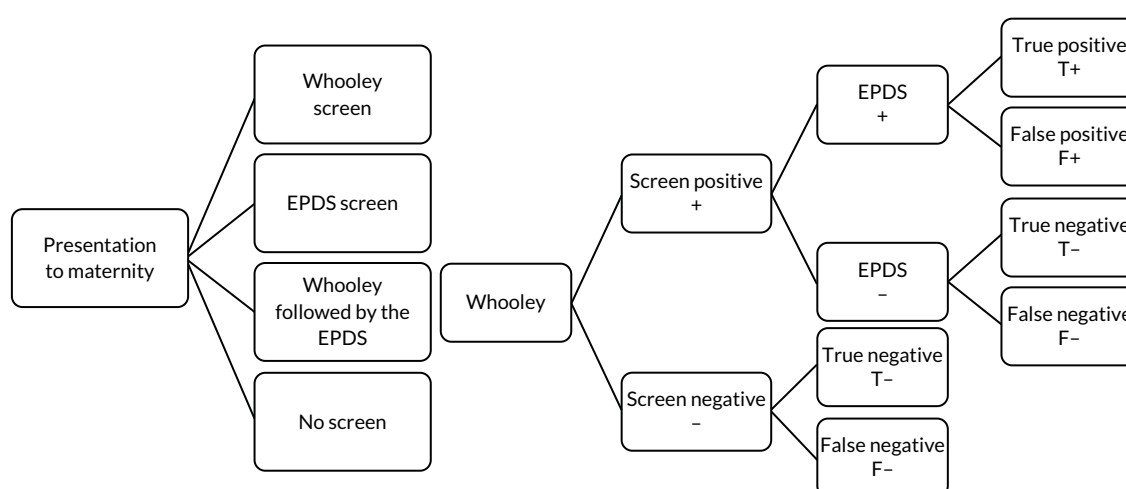 Presentation
to maternity
Whooley
screen
EPDS screen
Whooley
followed by the
EPDS
No screen
Whooley
Screen positive
+
Screen negative
–
EPDS
+
EPDS
–
True positive
T+
False positive
F+
True negative
T–
False negative
F–
True negative
T–
False negative
F–